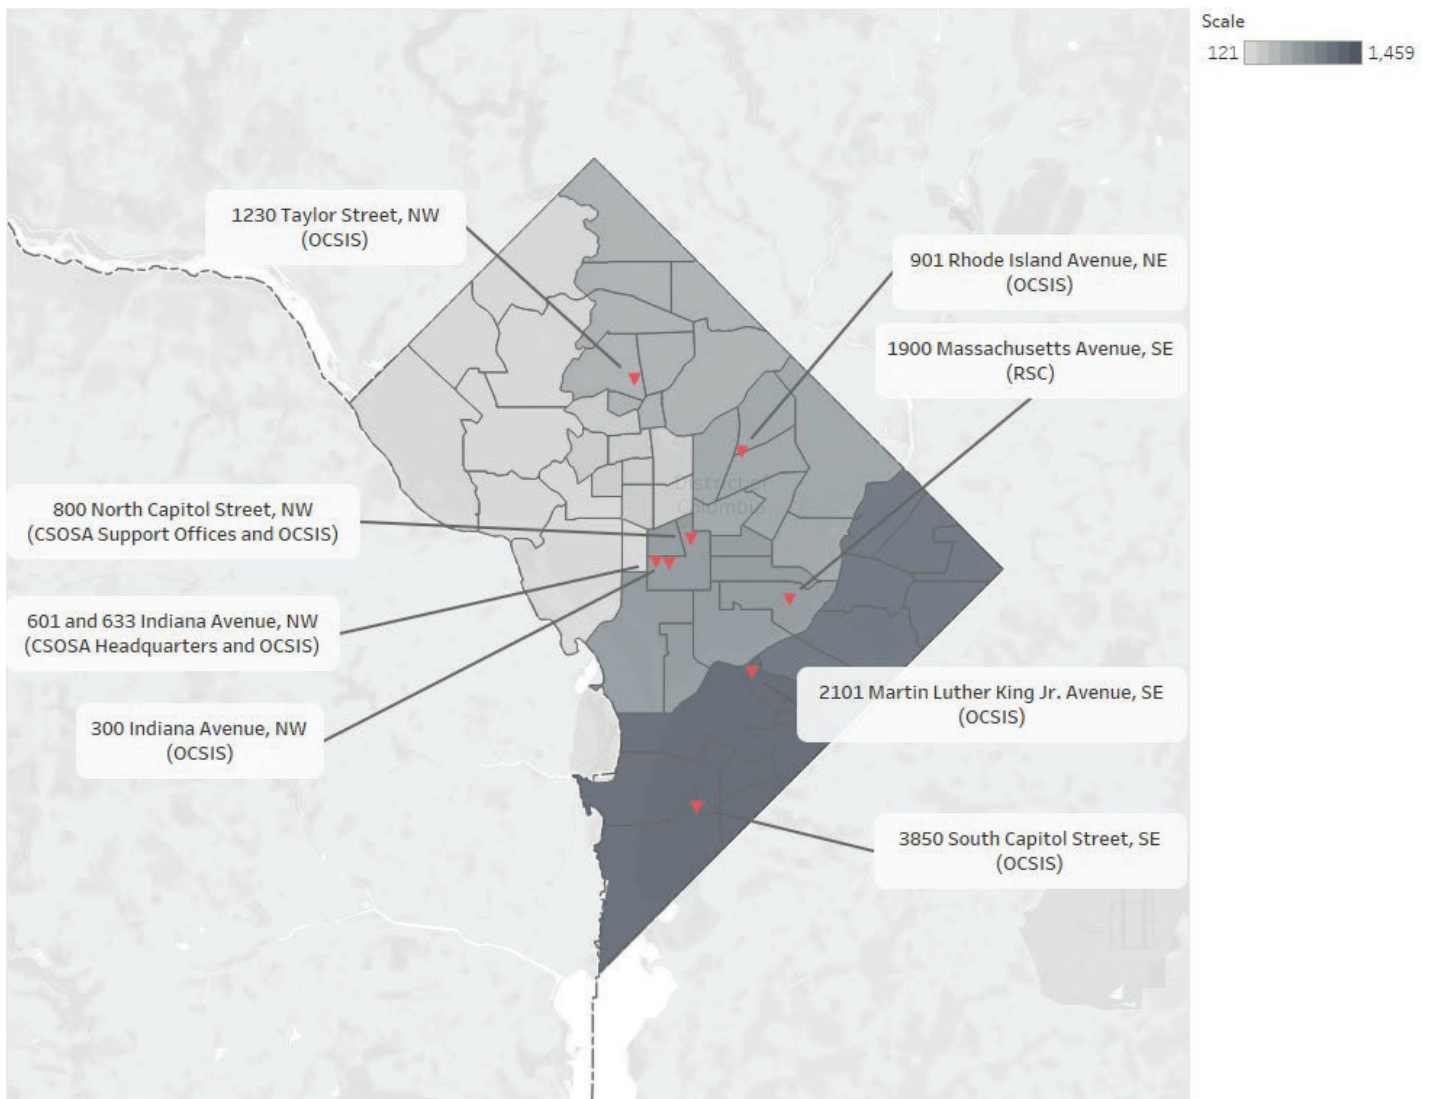 Scale
121
1,459
1230 Taylor Street, NW
(OCSIS)
901 Rhode Island Avenue, NE
(OCSIS)
1900 Massachusetts Avenue, SE
(RSC)
District of
Columbia
800 North Capitol Street, NW
(CSOSA Support Offices and OCSIS)
601 and 633 Indiana Avenue, NW
(CSOSA Headquarters and OCSIS)
300 Indiana Avenue, NW
(OCSIS)
2101 Martin Luther King Jr. Avenue, SE
(OCSIS)
3850 South Capitol Street, SE
(OCSIS)